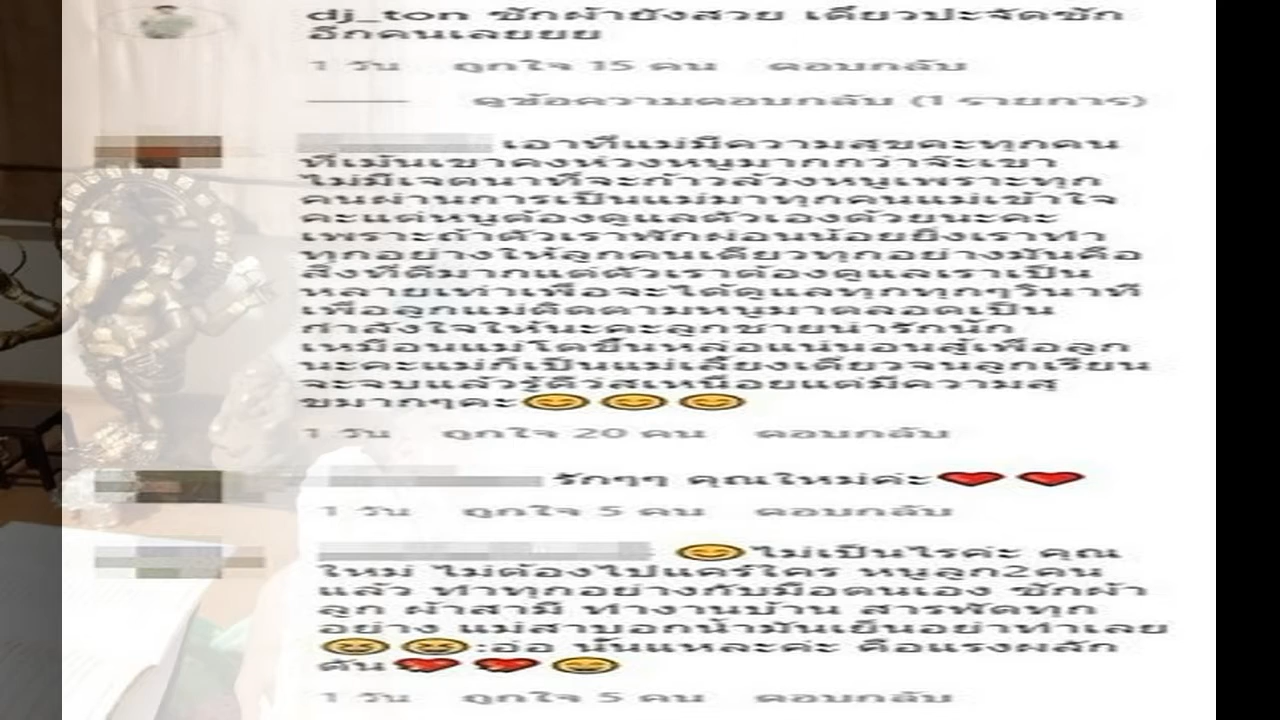 dj_ton ซักผ้ายังสวย เดี๋ยวปะจัดซัก
อีกคนเลยยย
1 วัน ถูกใจ 15 คน ตอบกลับ
ดูข้อความตอบกลับ (1 รายการ)
เอาที่แม่มีความสุขคะทุกคน
ที่เม้นเขาคงห่วงหนูมากกว่าจ๊ะเขา
ไม่มีเจตนาที่จะก้าวล้วงหนูเพราะทุก
คนผ่านการเป็นแม่มาทุกคนแม่เข้าใจ
คะแต่หนูต้องดูแลตัวเองด้วยนะคะ
เพราะถ้าตัวเราพักผ่อนน้อยยิ่งเราทำ
ทุกอย่างให้ลูกคนเดียวทุกอย่างมันคือ
สิ่งที่ดีมากแต่ตัวเราต้องดูแลเราเป็น
หลายเท่าเพื่อจะได้ดูแลทุกทุกๆวินาที
เพื่อลูกแม่ติดตามหนูมาตลอดเป็น
กำลังใจให้นะคะลูกชายน่ารักนัก
เหมือนแม่โตขึ้นหล่อแน่นอนสู้เพื่อลูก
นะคะแม่ก็เป็นแม่เลี้ยงเดี่ยวจนลูกเรียน
จะจบแล้วรู้ดีวสเหนื่อยแต่มีความสุ
ขมากๆคะ😊😊😊
1 วัน ถูกใจ 20 คน ตอบกลับ
รักๆๆ คุณใหม่ค่ะ❤️❤️
1 วัน ถูกใจ 5 คน ตอบกลับ
😊ไม่เป็นไรค่ะ คุณ
ใหม่ ไม่ต้องไปแคร์ใคร หนูลูก2คน
แล้ว ทำทุกอย่างกับมือตนเอง ซักผ้า
ลูก ผ้าสามี ทำงานบ้าน สารพัดทุก
อย่าง แม่สาบอกน้ำมันเย็นอย่าทำเลย
😆😆:อ๋อ นั้นแหละค่ะ คือแรงผลัก
ดัน❤️❤️😄
1 วัน ถูกใจ 5 คน ตอบกลับ